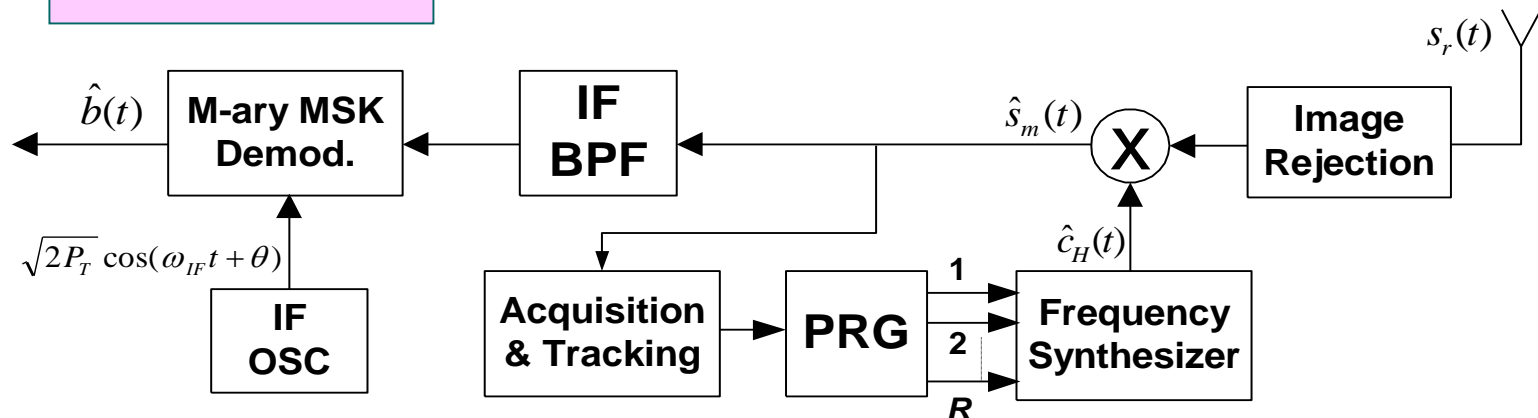 s_r(t)
b̂(t)
M-ary MSK
Demod.
IF
BPF
ŝ_m(t)
X
Image
Rejection
√2P_T cos(ω_IF t + θ)
ĉ_H(t)
IF
OSC
Acquisition
& Tracking
PRG
1
2
R
Frequency
Synthesizer